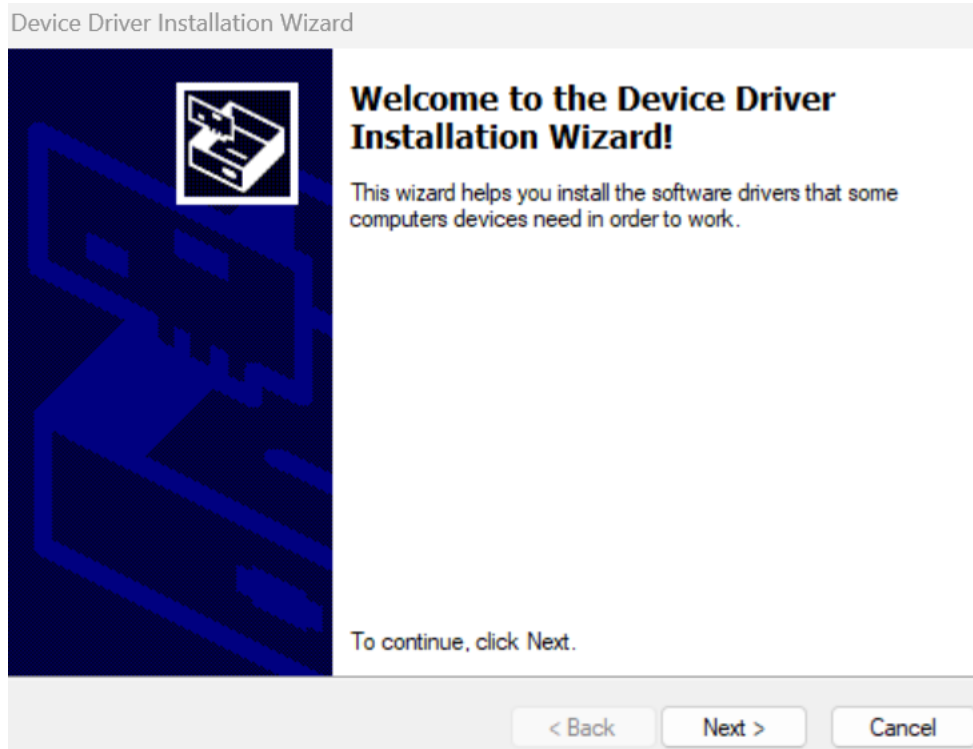 Device Driver Installation Wizard
Welcome to the Device Driver
Installation Wizard!
This wizard helps you install the software drivers that some
computers devices need in order to work.
To continue, click Next.
< Back
Next >
Cancel